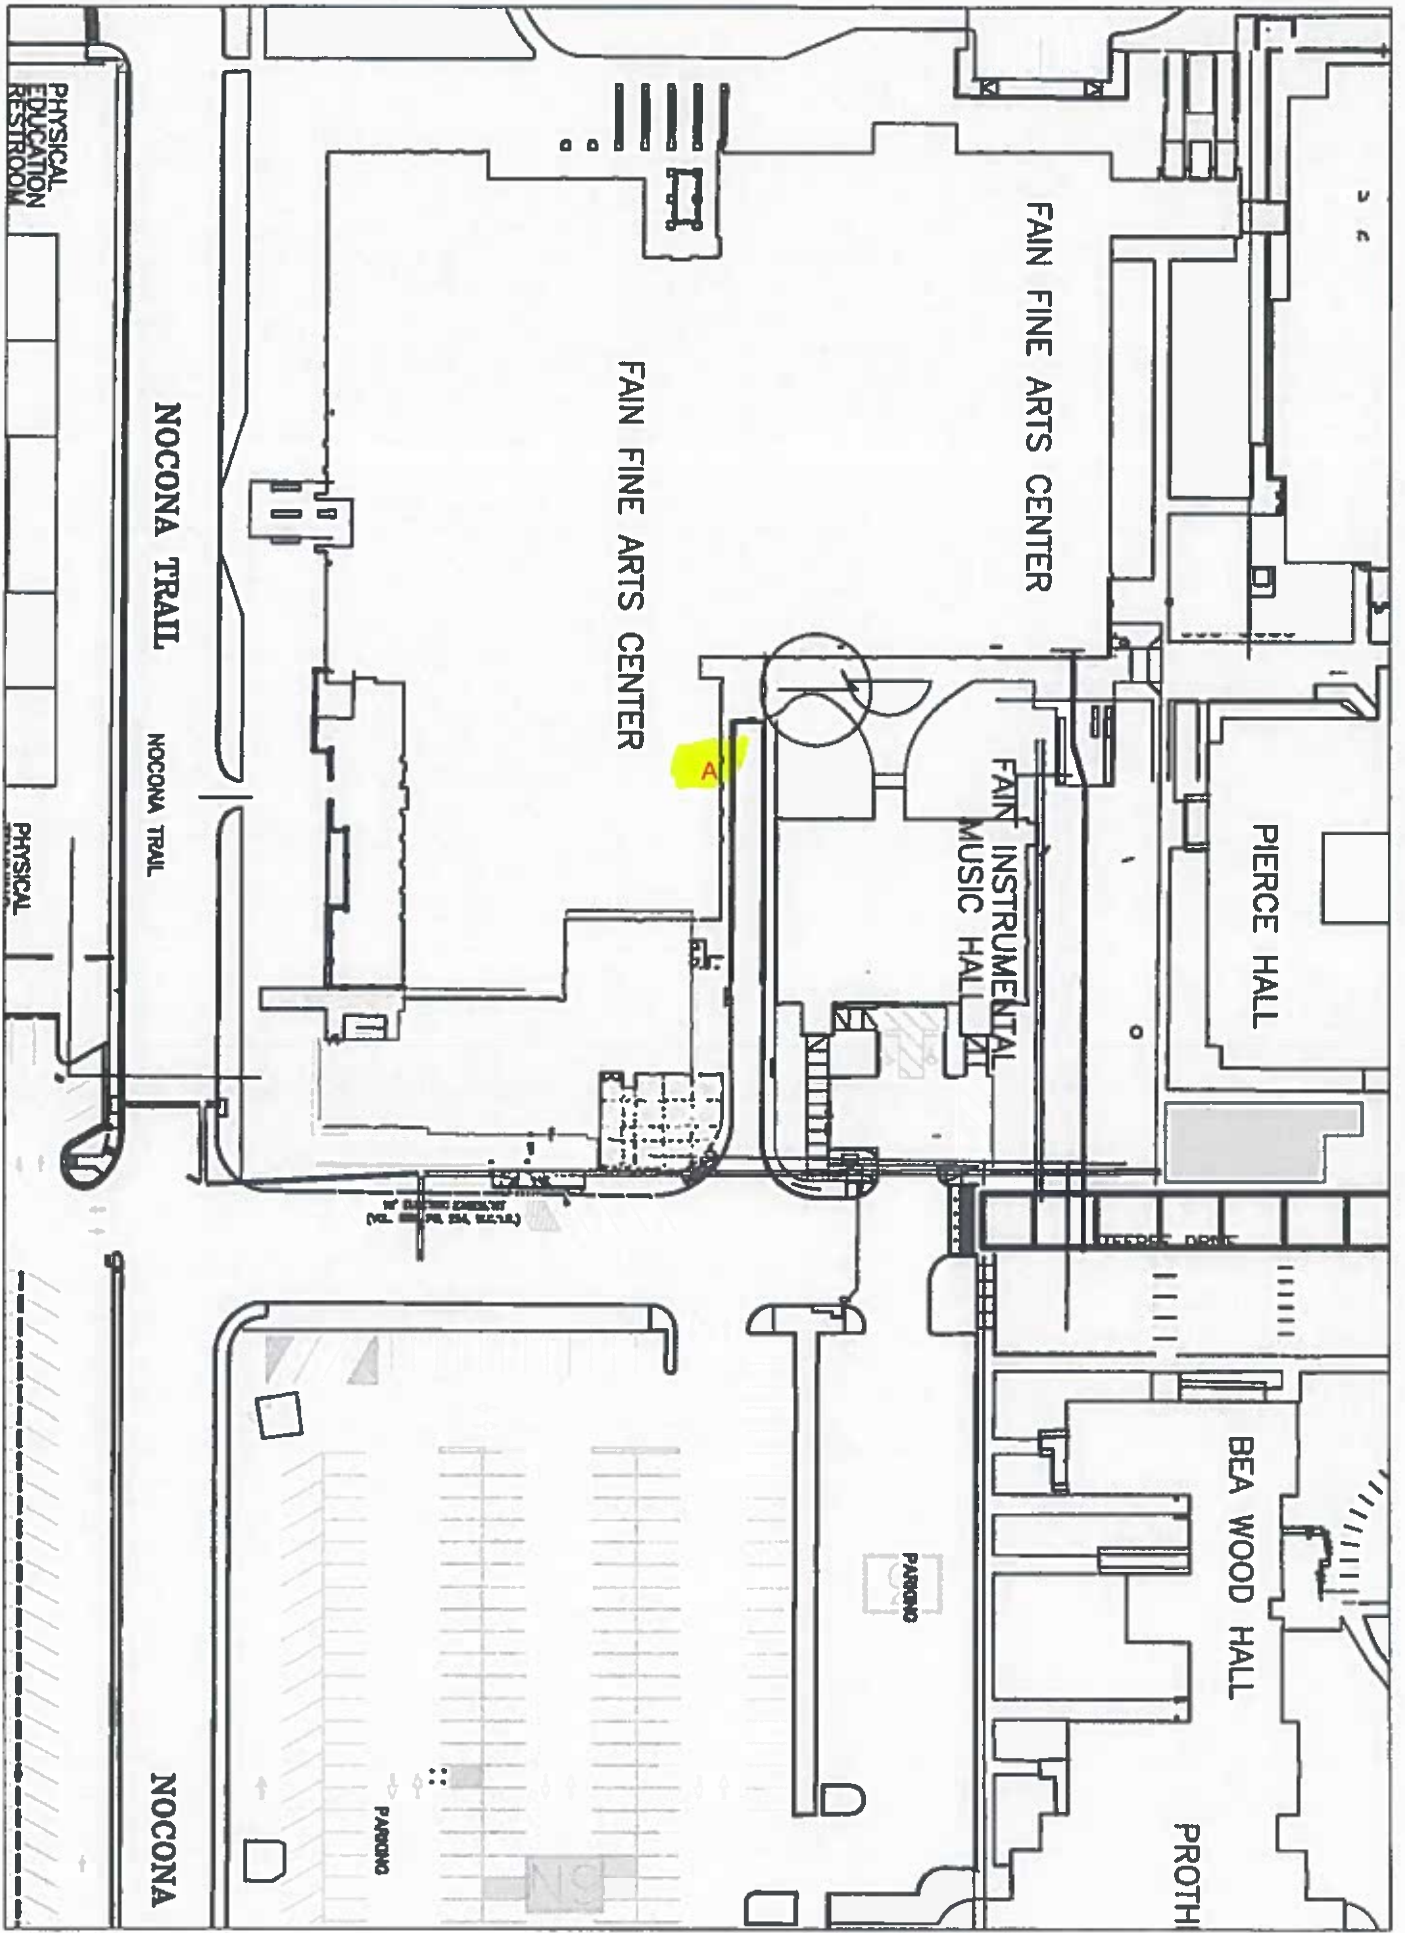 PHYSICAL
EDUCATION
RESTROOM
NOCONA TRAIL
NOCONA TRAIL
PHYSICAL
NOCONA
FAIN FINE ARTS CENTER
FAIN FINE ARTS CENTER
A
FAIN INSTRUMENTAL
MUSIC HALL
PIERCE HALL
BEA WOOD HALL
PROTH
PARKING
PARKING